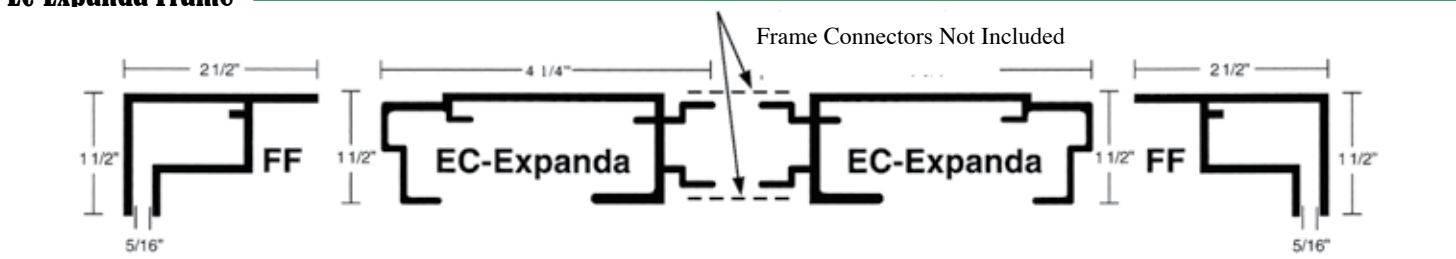 Ec-Expanda Frame
Frame Connectors Not Included
2 1/2"
4 1/4"
2 1/2"
1 1/2"
FF
1 1/2"
EC-Expanda
EC-Expanda
1 1/2"
FF
1 1/2"
5/16"
5/16"